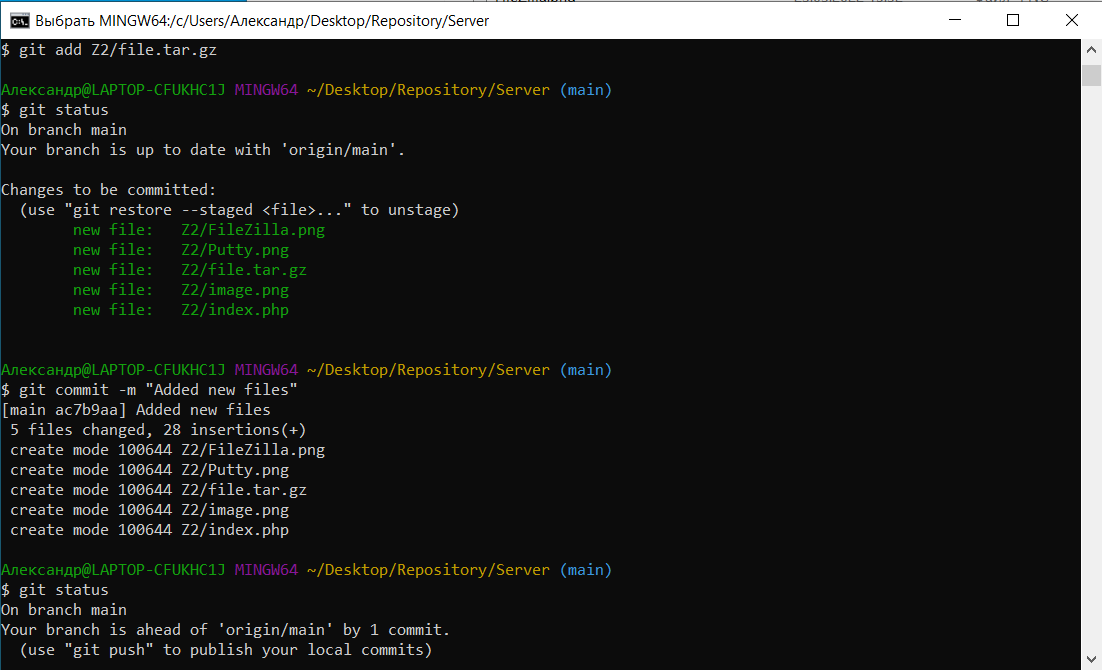 Выбрать MINGW64:/c/Users/Александр/Desktop/Repository/Server
$ git add Z2/file.tar.gz
Александр@LAPTOP-CFUKHC1J MINGW64 ~/Desktop/Repository/Server (main)
$ git status
On branch main
Your branch is up to date with 'origin/main'.
Changes to be committed:
  (use "git restore --staged <file>..." to unstage)
        new file:   Z2/FileZilla.png
        new file:   Z2/Putty.png
        new file:   Z2/file.tar.gz
        new file:   Z2/image.png
        new file:   Z2/index.php
Александр@LAPTOP-CFUKHC1J MINGW64 ~/Desktop/Repository/Server (main)
$ git commit -m "Added new files"
[main ac7b9aa] Added new files
 5 files changed, 28 insertions(+)
 create mode 100644 Z2/FileZilla.png
 create mode 100644 Z2/Putty.png
 create mode 100644 Z2/file.tar.gz
 create mode 100644 Z2/image.png
 create mode 100644 Z2/index.php
Александр@LAPTOP-CFUKHC1J MINGW64 ~/Desktop/Repository/Server (main)
$ git status
On branch main
Your branch is ahead of 'origin/main' by 1 commit.
  (use "git push" to publish your local commits)